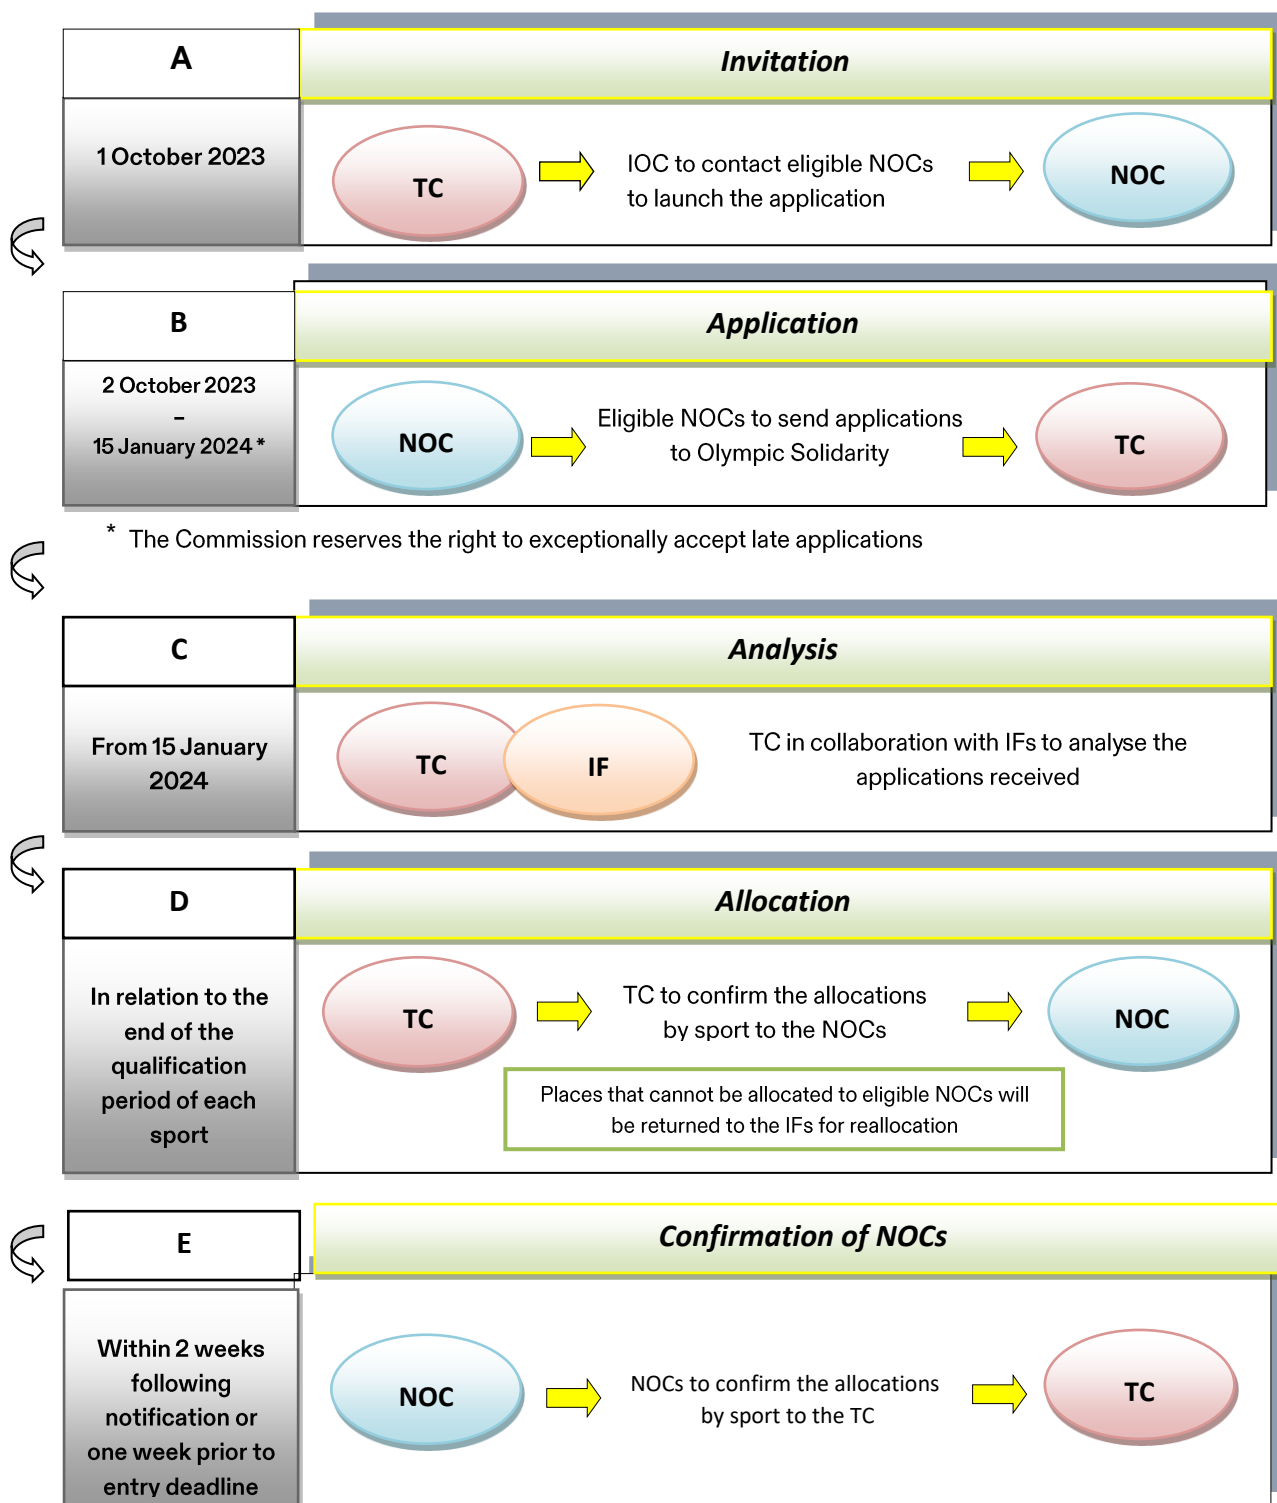 A
Invitation
1 October 2023
TC
IOC to contact eligible NOCs
to launch the application
NOC
B
Application
2 October 2023
–
15 January 2024 *
NOC
Eligible NOCs to send applications
to Olympic Solidarity
TC
* The Commission reserves the right to exceptionally accept late applications
C
Analysis
From 15 January
2024
TC
IF
TC in collaboration with IFs to analyse the
applications received
D
Allocation
In relation to the
end of the
qualification
period of each
sport
TC
TC to confirm the allocations
by sport to the NOCs
NOC
Places that cannot be allocated to eligible NOCs will
be returned to the IFs for reallocation
E
Confirmation of NOCs
Within 2 weeks
following
notification or
one week prior to
entry deadline
NOC
NOCs to confirm the allocations
by sport to the TC
TC